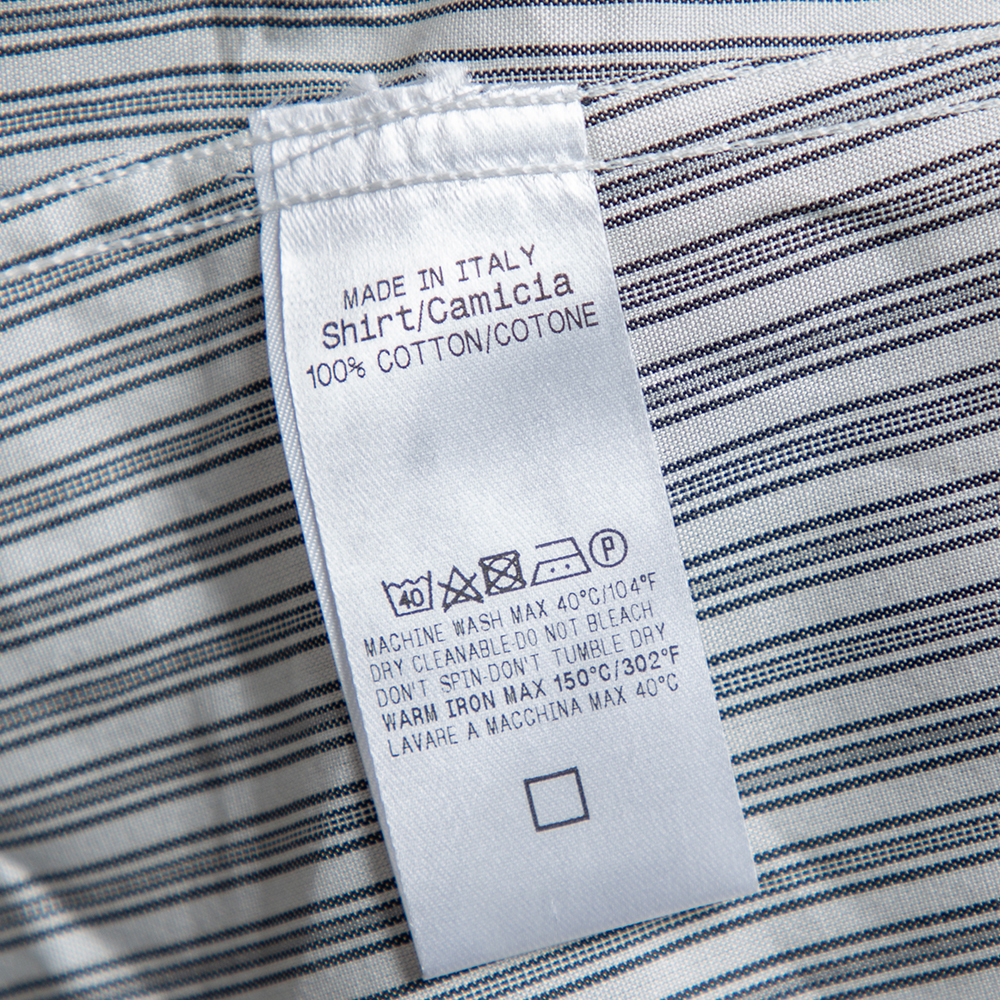 MADE IN ITALY
Shirt/Camicia
100% COTTON/COTONE
40 P
MACHINE WASH MAX 40°C/104°F
DRY CLEANABLE-DO NOT BLEACH
DON'T SPIN-DON'T TUMBLE DRY
WARM IRON MAX 150°C/302°F
LAVARE A MACCHINA MAX 40°C